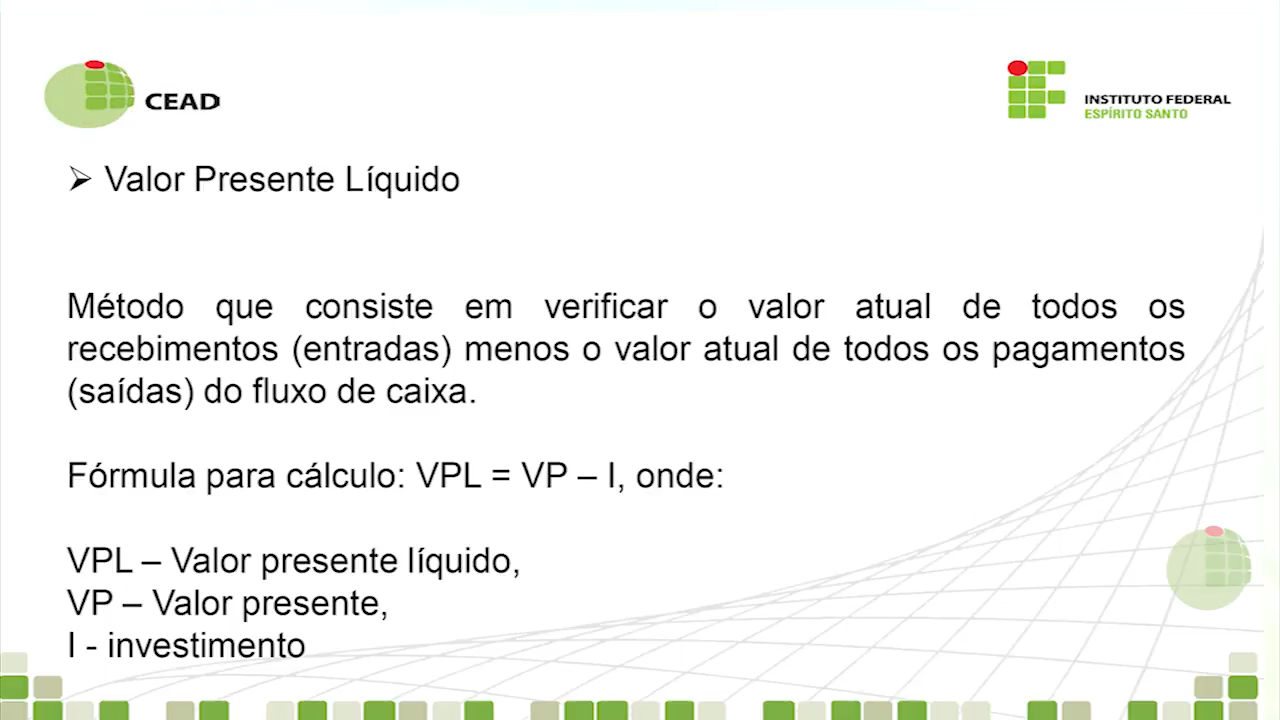 CEAD
INSTITUTO FEDERAL
ESPÍRITO SANTO
➢ Valor Presente Líquido
Método que consiste em verificar o valor atual de todos os
recebimentos (entradas) menos o valor atual de todos os pagamentos
(saídas) do fluxo de caixa.
Fórmula para cálculo: VPL = VP – I, onde:
VPL – Valor presente líquido,
VP – Valor presente,
I - investimento